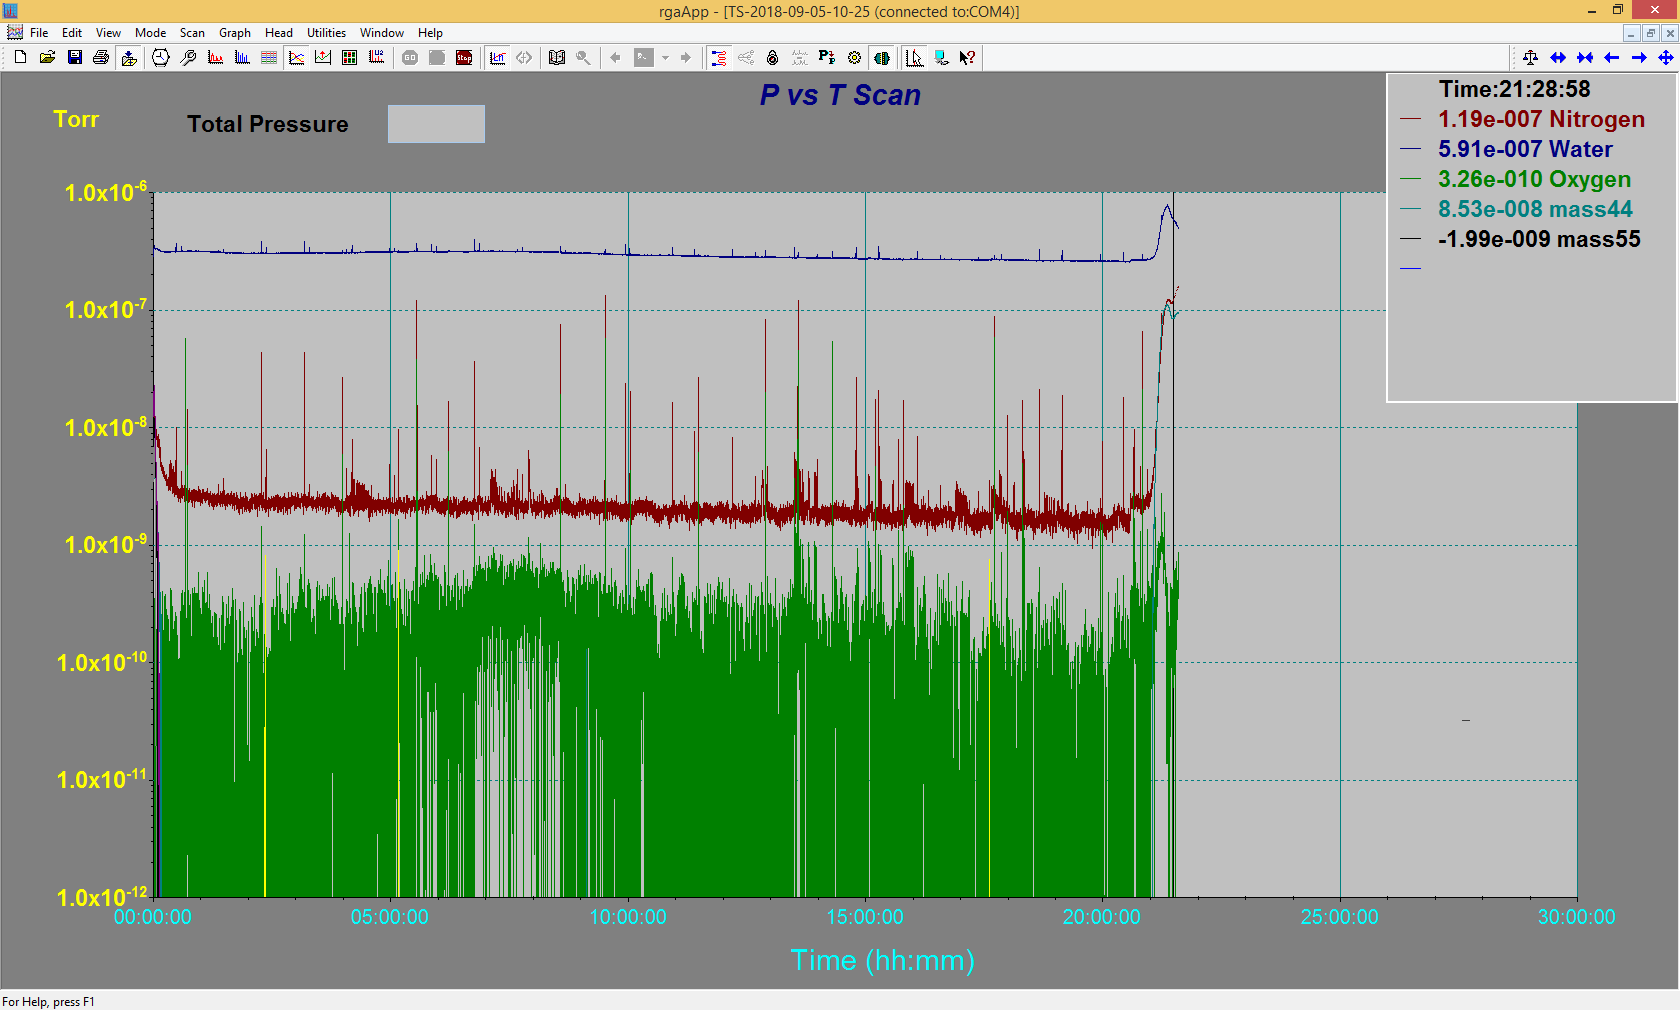 rgaApp - [TS-2018-09-05-10-25 (connected to:COM4)]
File Edit View Mode Scan Graph Head Utilities Window Help
GO Stop
P vs T Scan
Torr
Total Pressure
Time:21:28:58
1.19e-007 Nitrogen
5.91e-007 Water
3.26e-010 Oxygen
8.53e-008 mass44
-1.99e-009 mass55
1.0x10-6
1.0x10-7
1.0x10-8
1.0x10-9
1.0x10-10
1.0x10-11
1.0x10-12
00:00:00 05:00:00 10:00:00 15:00:00 20:00:00 25:00:00 30:00:00
Time (hh:mm)
For Help, press F1